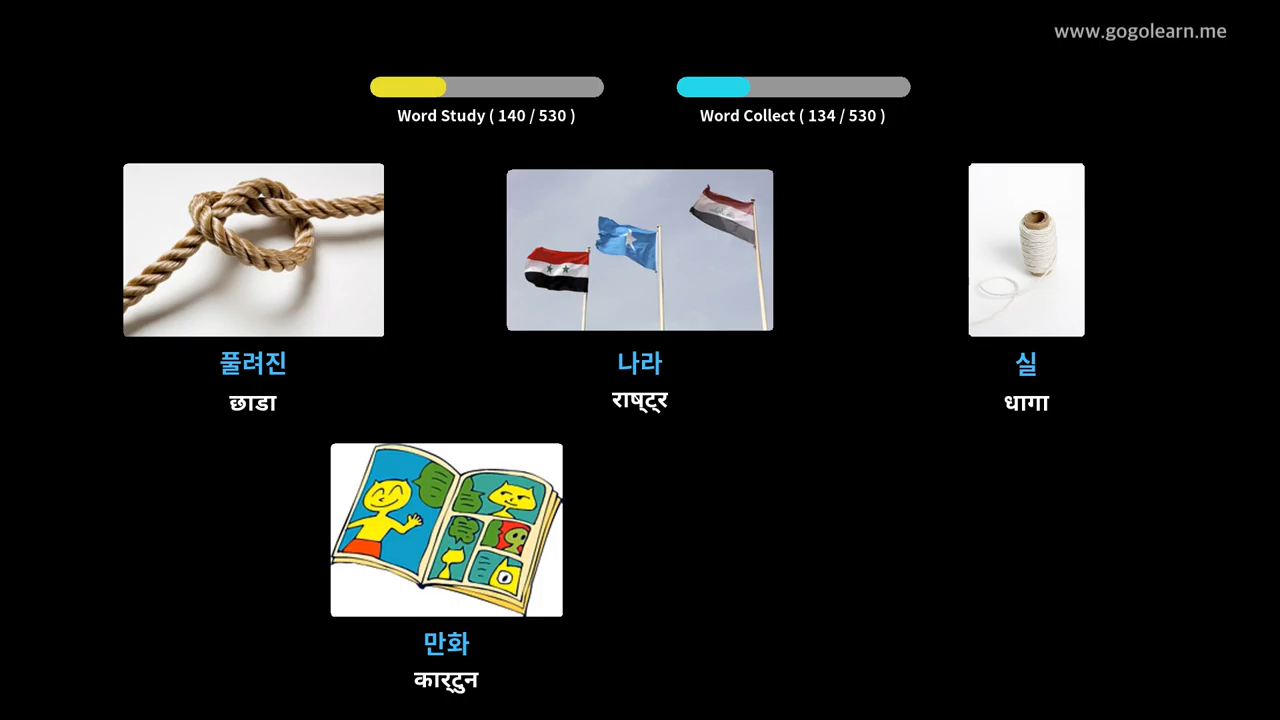 www.gogolearn.me
Word Study ( 140 / 530 )
Word Collect ( 134 / 530 )
풀려진
छाडा
나라
राष्ट्र
실
धागा
만화
कार्टुन